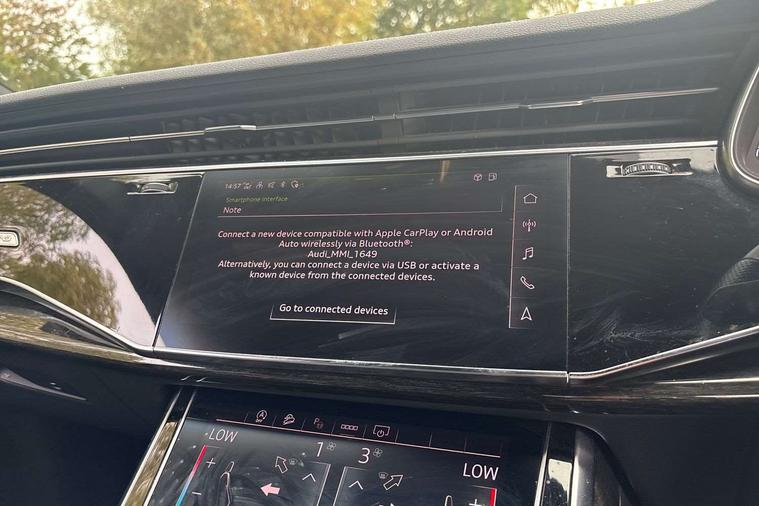 14:57
Smartphone interface
Note
Connect a new device compatible with Apple CarPlay or Android
Auto wirelessly via Bluetooth®:
Audi_MMI_1649
Alternatively, you can connect a device via USB or activate a
known device from the connected devices.
Go to connected devices
OFF
LOW
1
3
LOW